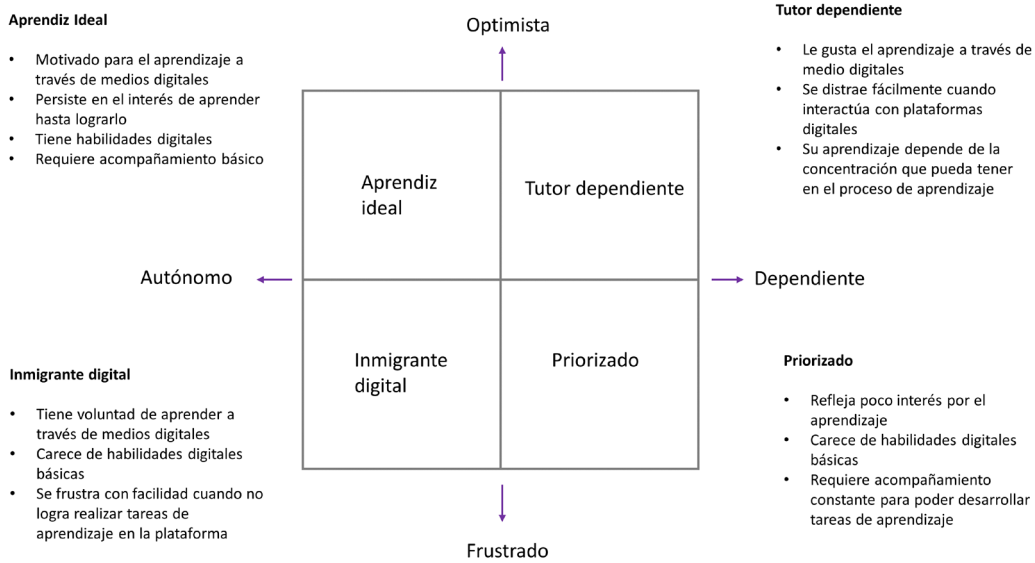 Aprendiz Ideal
• Motivado para el aprendizaje a
través de medios digitales
• Persiste en el interés de aprender
hasta lograrlo
• Tiene habilidades digitales
• Requiere acompañamiento básico
Optimista
Tutor dependiente
• Le gusta el aprendizaje a través de
medio digitales
• Se distrae fácilmente cuando
interactúa con plataformas
digitales
• Su aprendizaje depende de la
concentración que pueda tener
en el proceso de aprendizaje
Aprendiz
ideal
Tutor dependiente
Autónomo
Dependiente
Inmigrante
digital
Priorizado
Inmigrante digital
• Tiene voluntad de aprender a
través de medios digitales
• Carece de habilidades digitales
básicas
• Se frustra con facilidad cuando no
logra realizar tareas de
aprendizaje en la plataforma
Priorizado
• Refleja poco interés por el
aprendizaje
• Carece de habilidades digitales
básicas
• Requiere acompañamiento
constante para poder desarrollar
tareas de aprendizaje
Frustrado